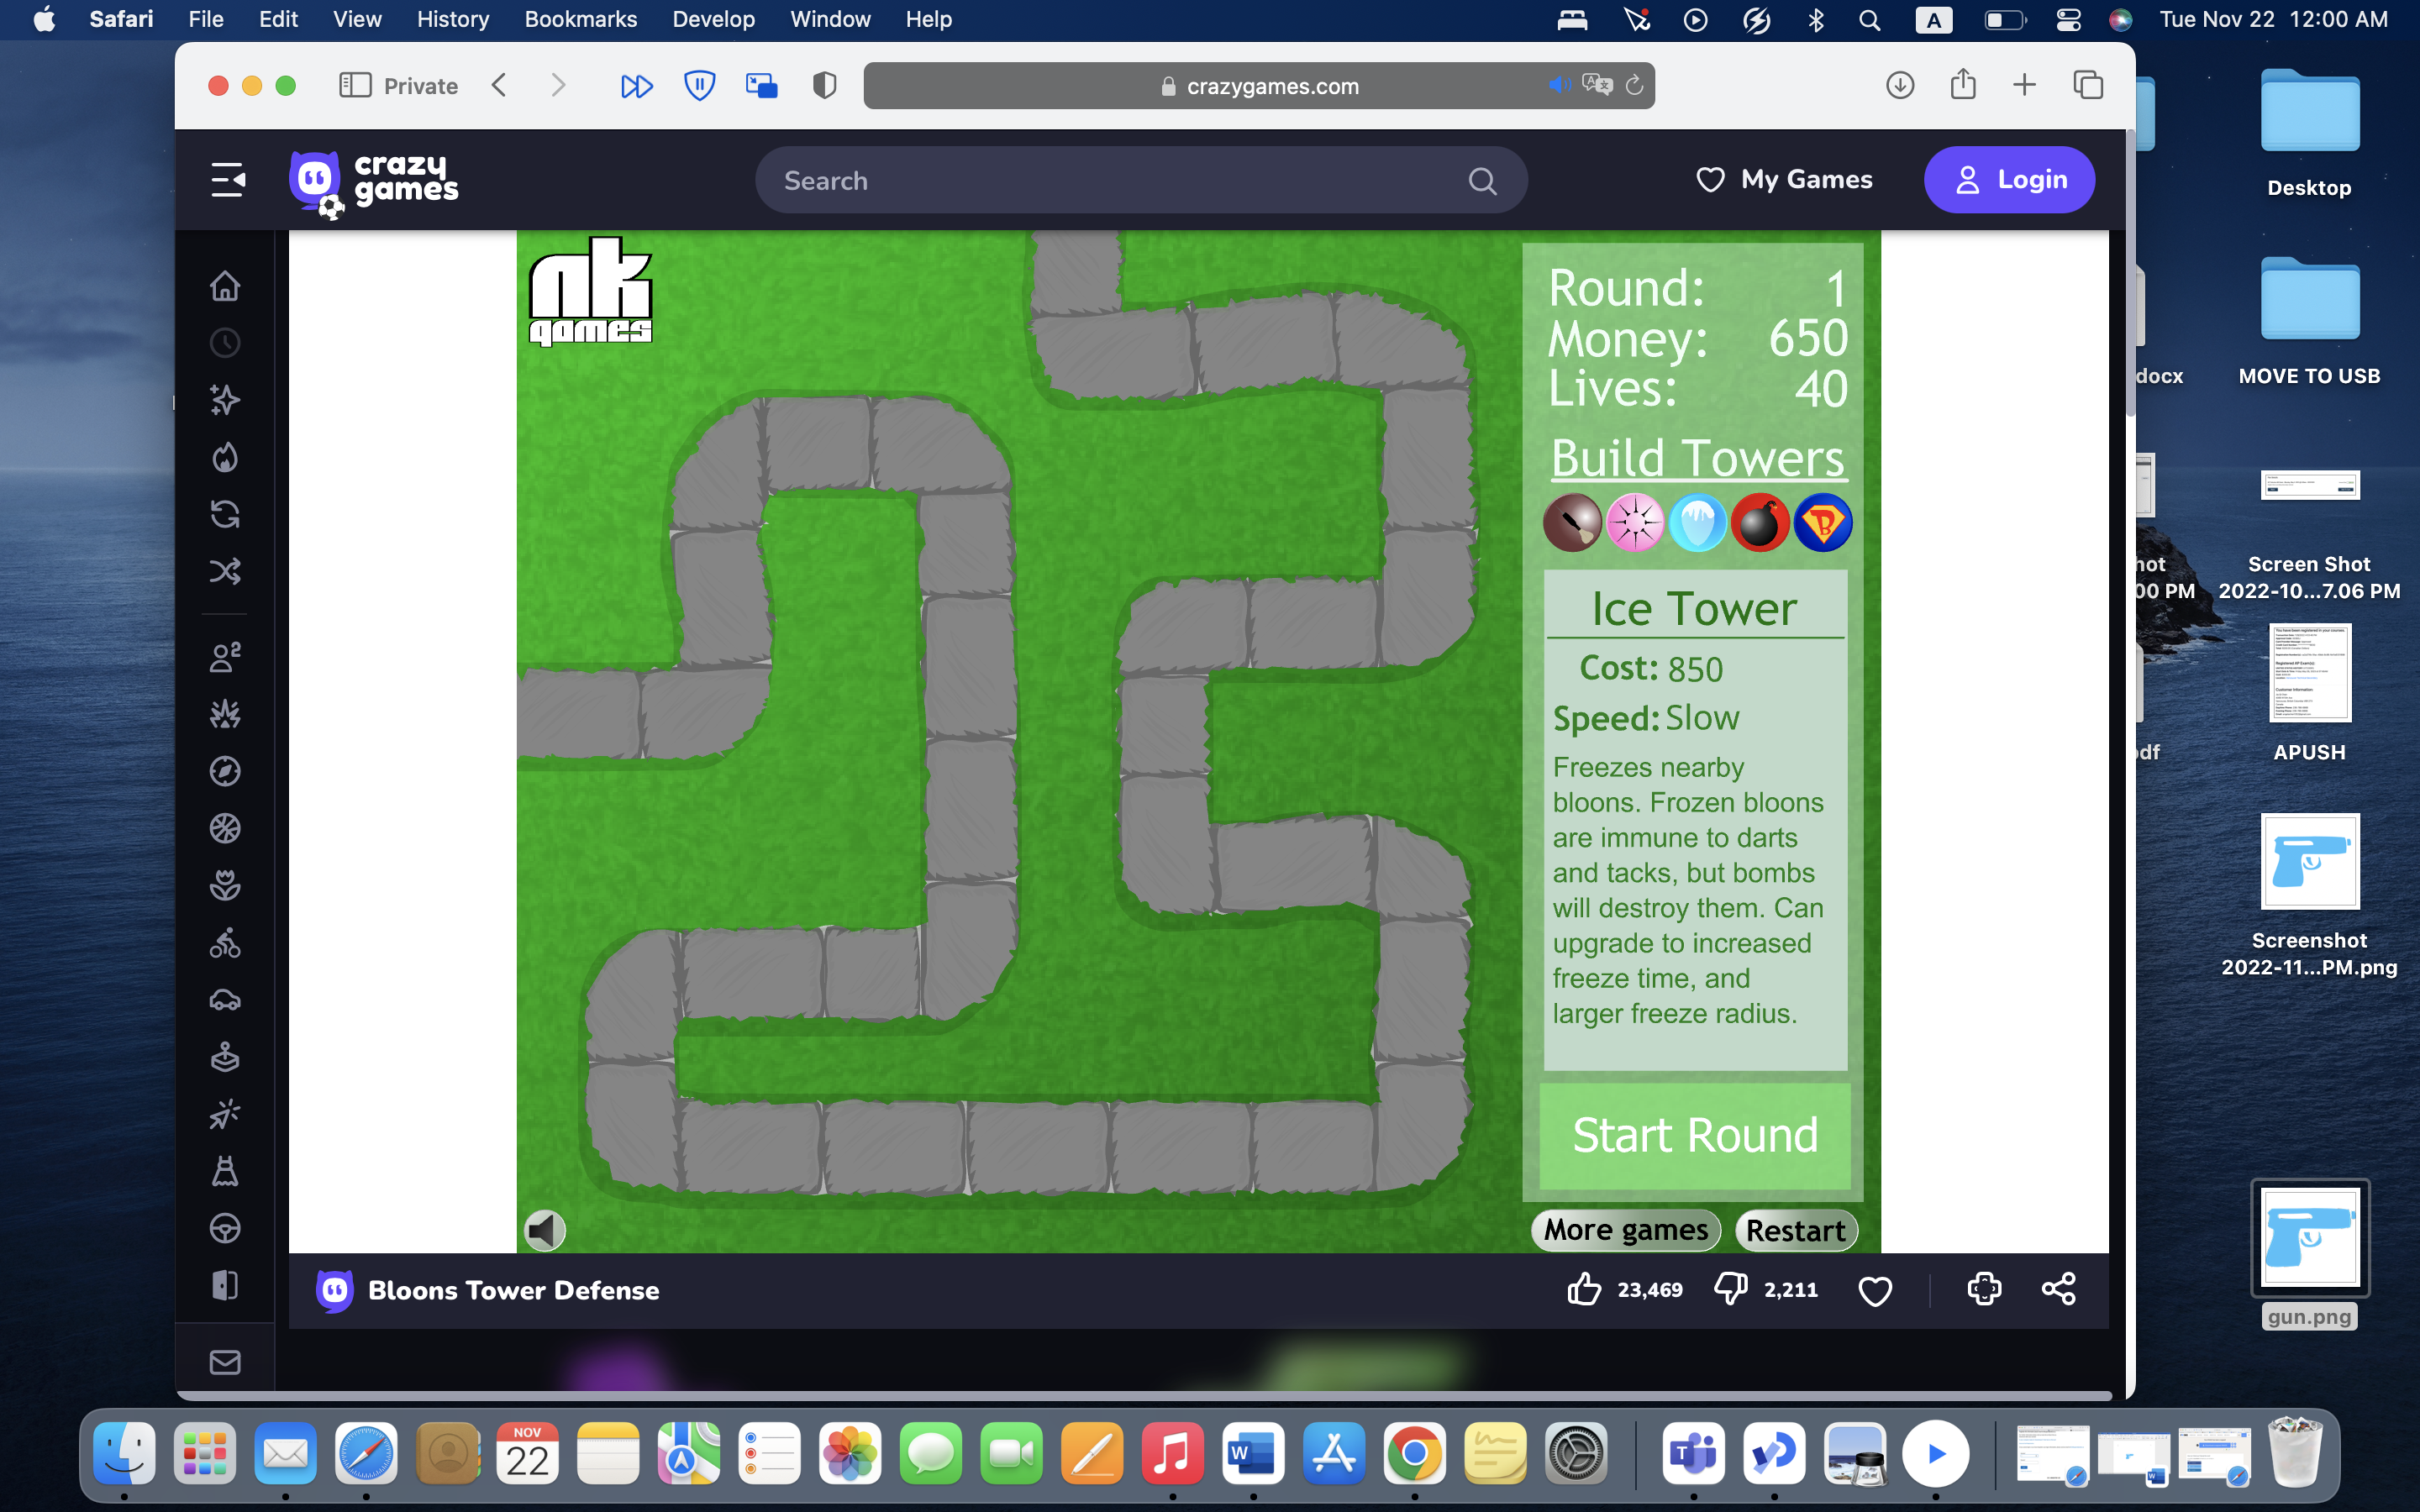 Safari File Edit View History Bookmarks Develop Window Help A Tue Nov 22 12:00 AM
Private crazygames.com
crazy
games
Search
My Games
Login
nk
games
Round: 1
Money: 650
Lives: 40
Build Towers
B
Ice Tower
Cost: 850
Speed: Slow
Freezes nearby
bloons. Frozen bloons
are immune to darts
and tacks, but bombs
will destroy them. Can
upgrade to increased
freeze time, and
larger freeze radius.
Start Round
More games Restart
Bloons Tower Defense
23,469
2,211
Desktop
docx
MOVE TO USB
Screen Shot
2022-10...7.06 PM
00 PM
APUSH
Screenshot
2022-11...PM.png
gun.png
NOV
22
W
T